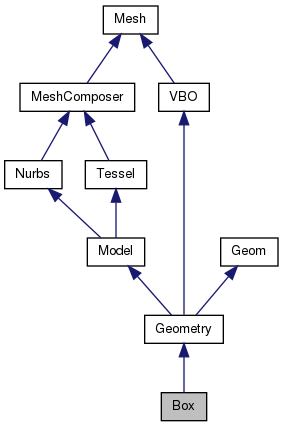 Mesh
MeshComposer
VBO
Nurbs
Tessel
Model
Geom
Geometry
Box